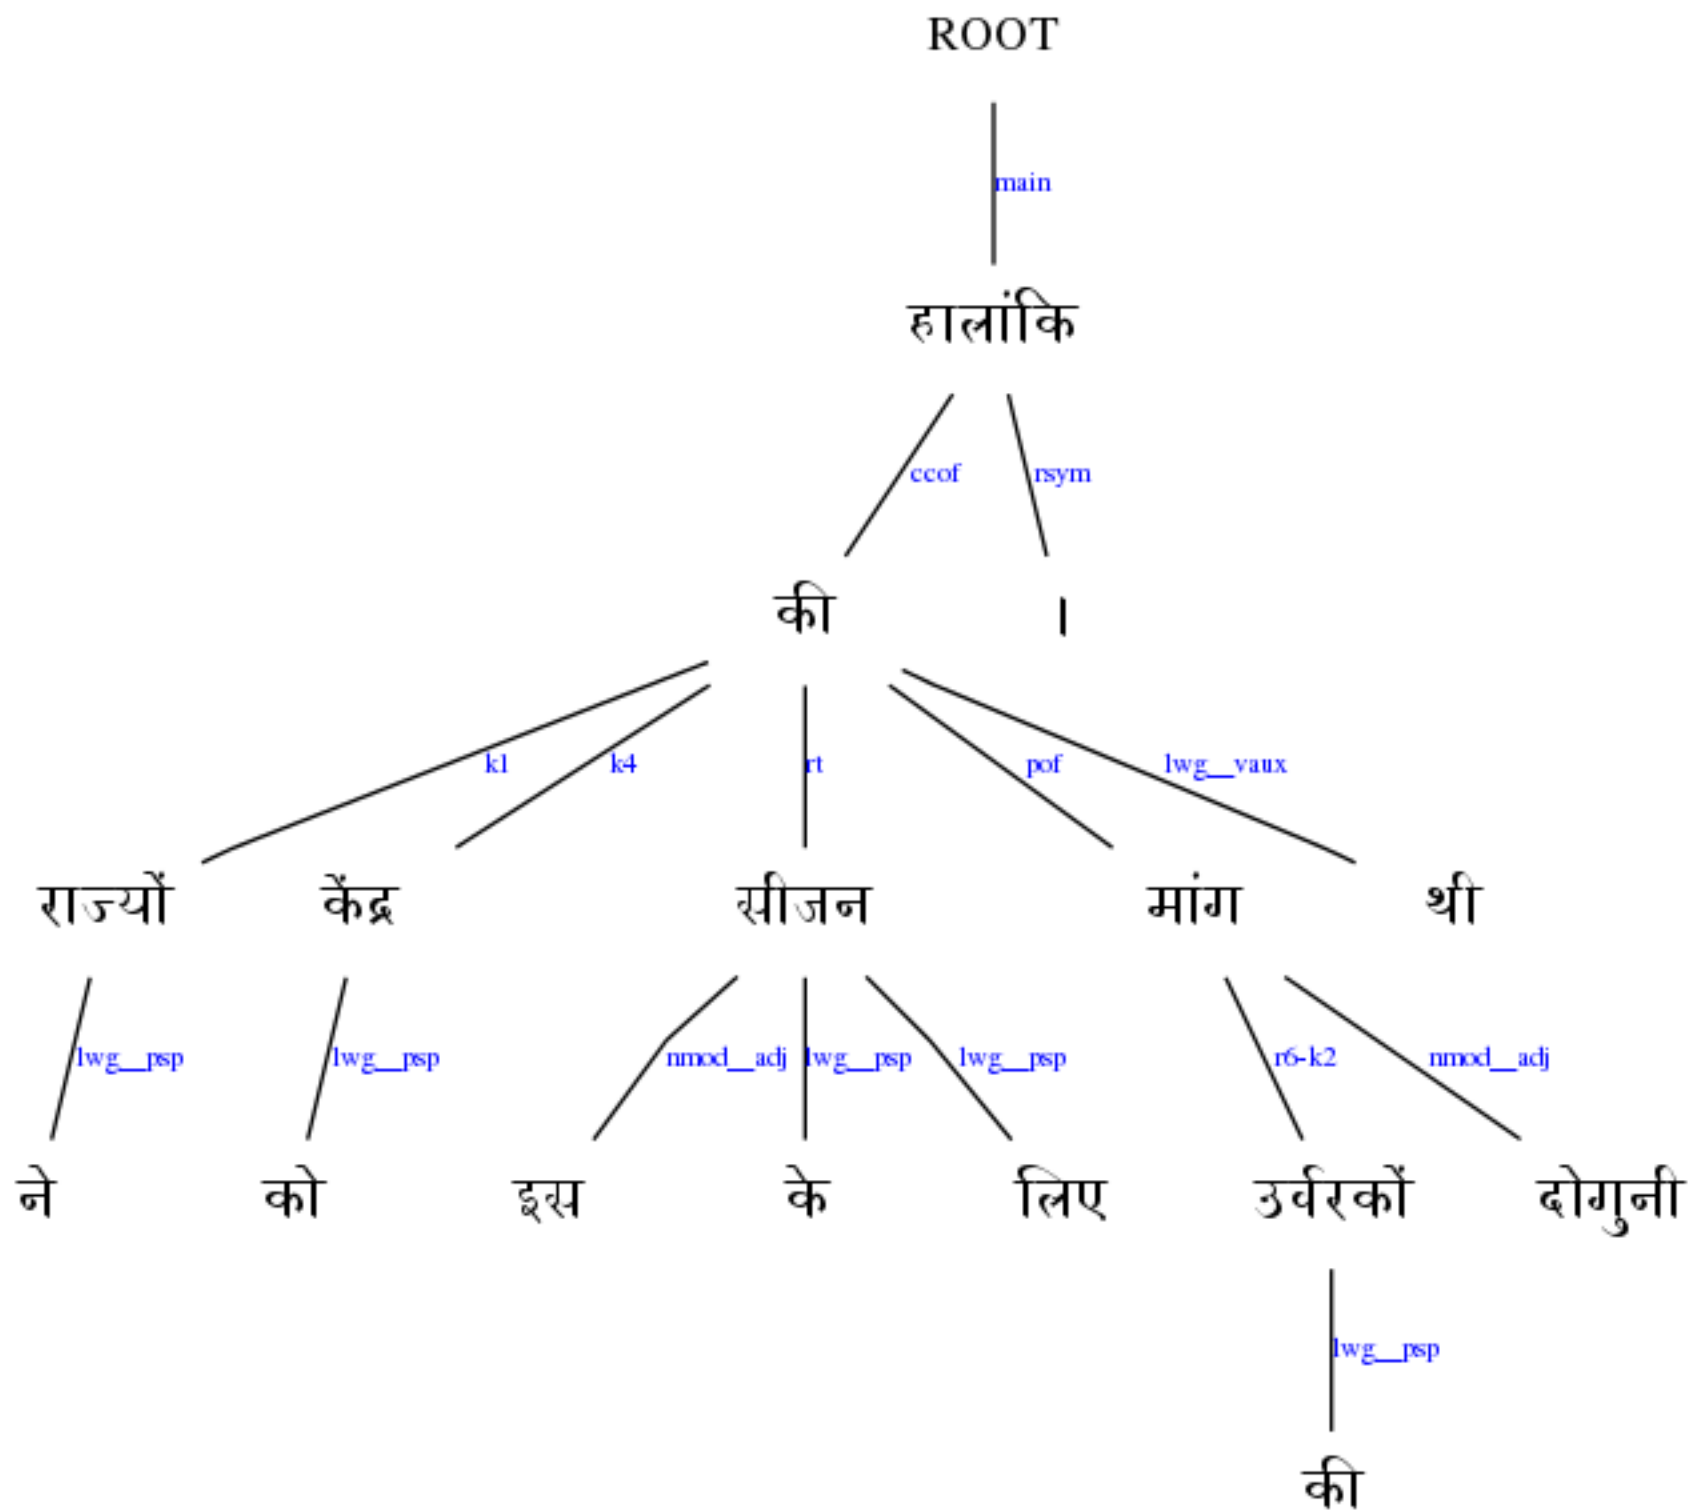 ROOT
main
हालांकि
ccof rsym
की ।
k1 k4 rt pof lwg__vaux
राज्यों केंद्र सीजन मांग थी
lwg__psp lwg__psp nmod__adj lwg__psp lwg__psp r6-k2 nmod__adj
ने को इस के लिए उर्वरकों दोगुनी
lwg__psp
की